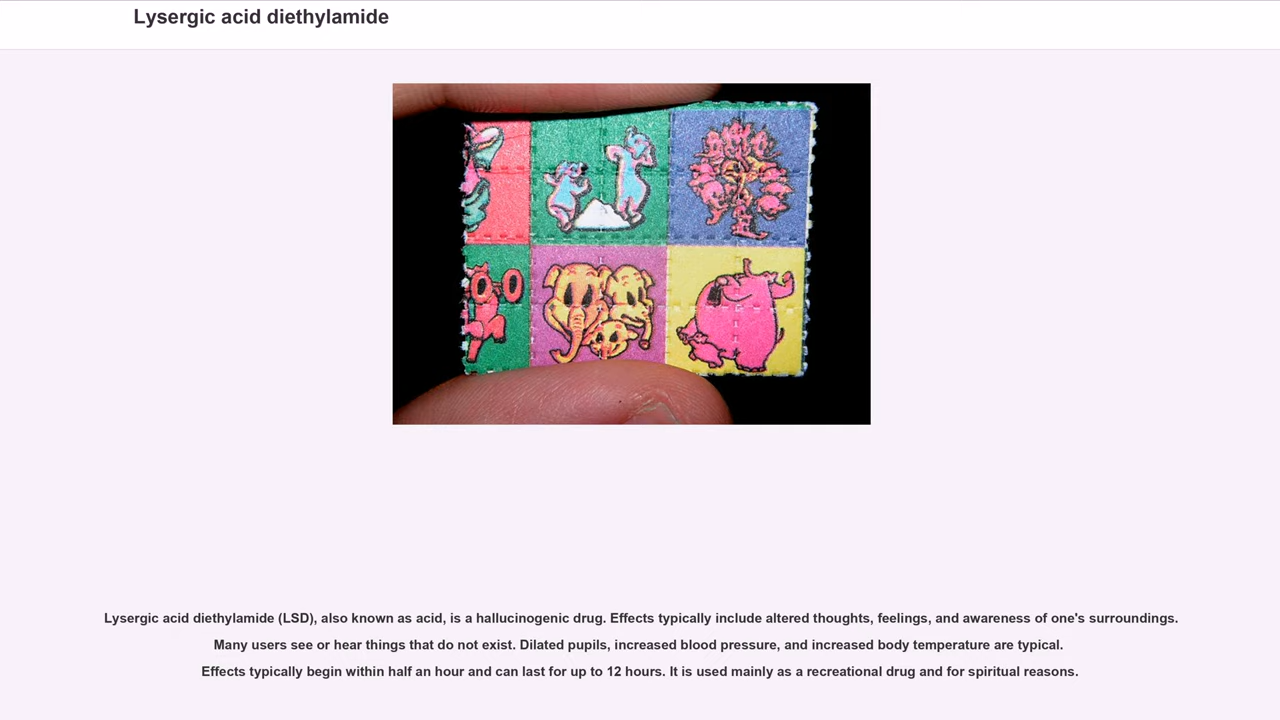 Lysergic acid diethylamide
Lysergic acid diethylamide (LSD), also known as acid, is a hallucinogenic drug. Effects typically include altered thoughts, feelings, and awareness of one's surroundings.
Many users see or hear things that do not exist. Dilated pupils, increased blood pressure, and increased body temperature are typical.
Effects typically begin within half an hour and can last for up to 12 hours. It is used mainly as a recreational drug and for spiritual reasons.